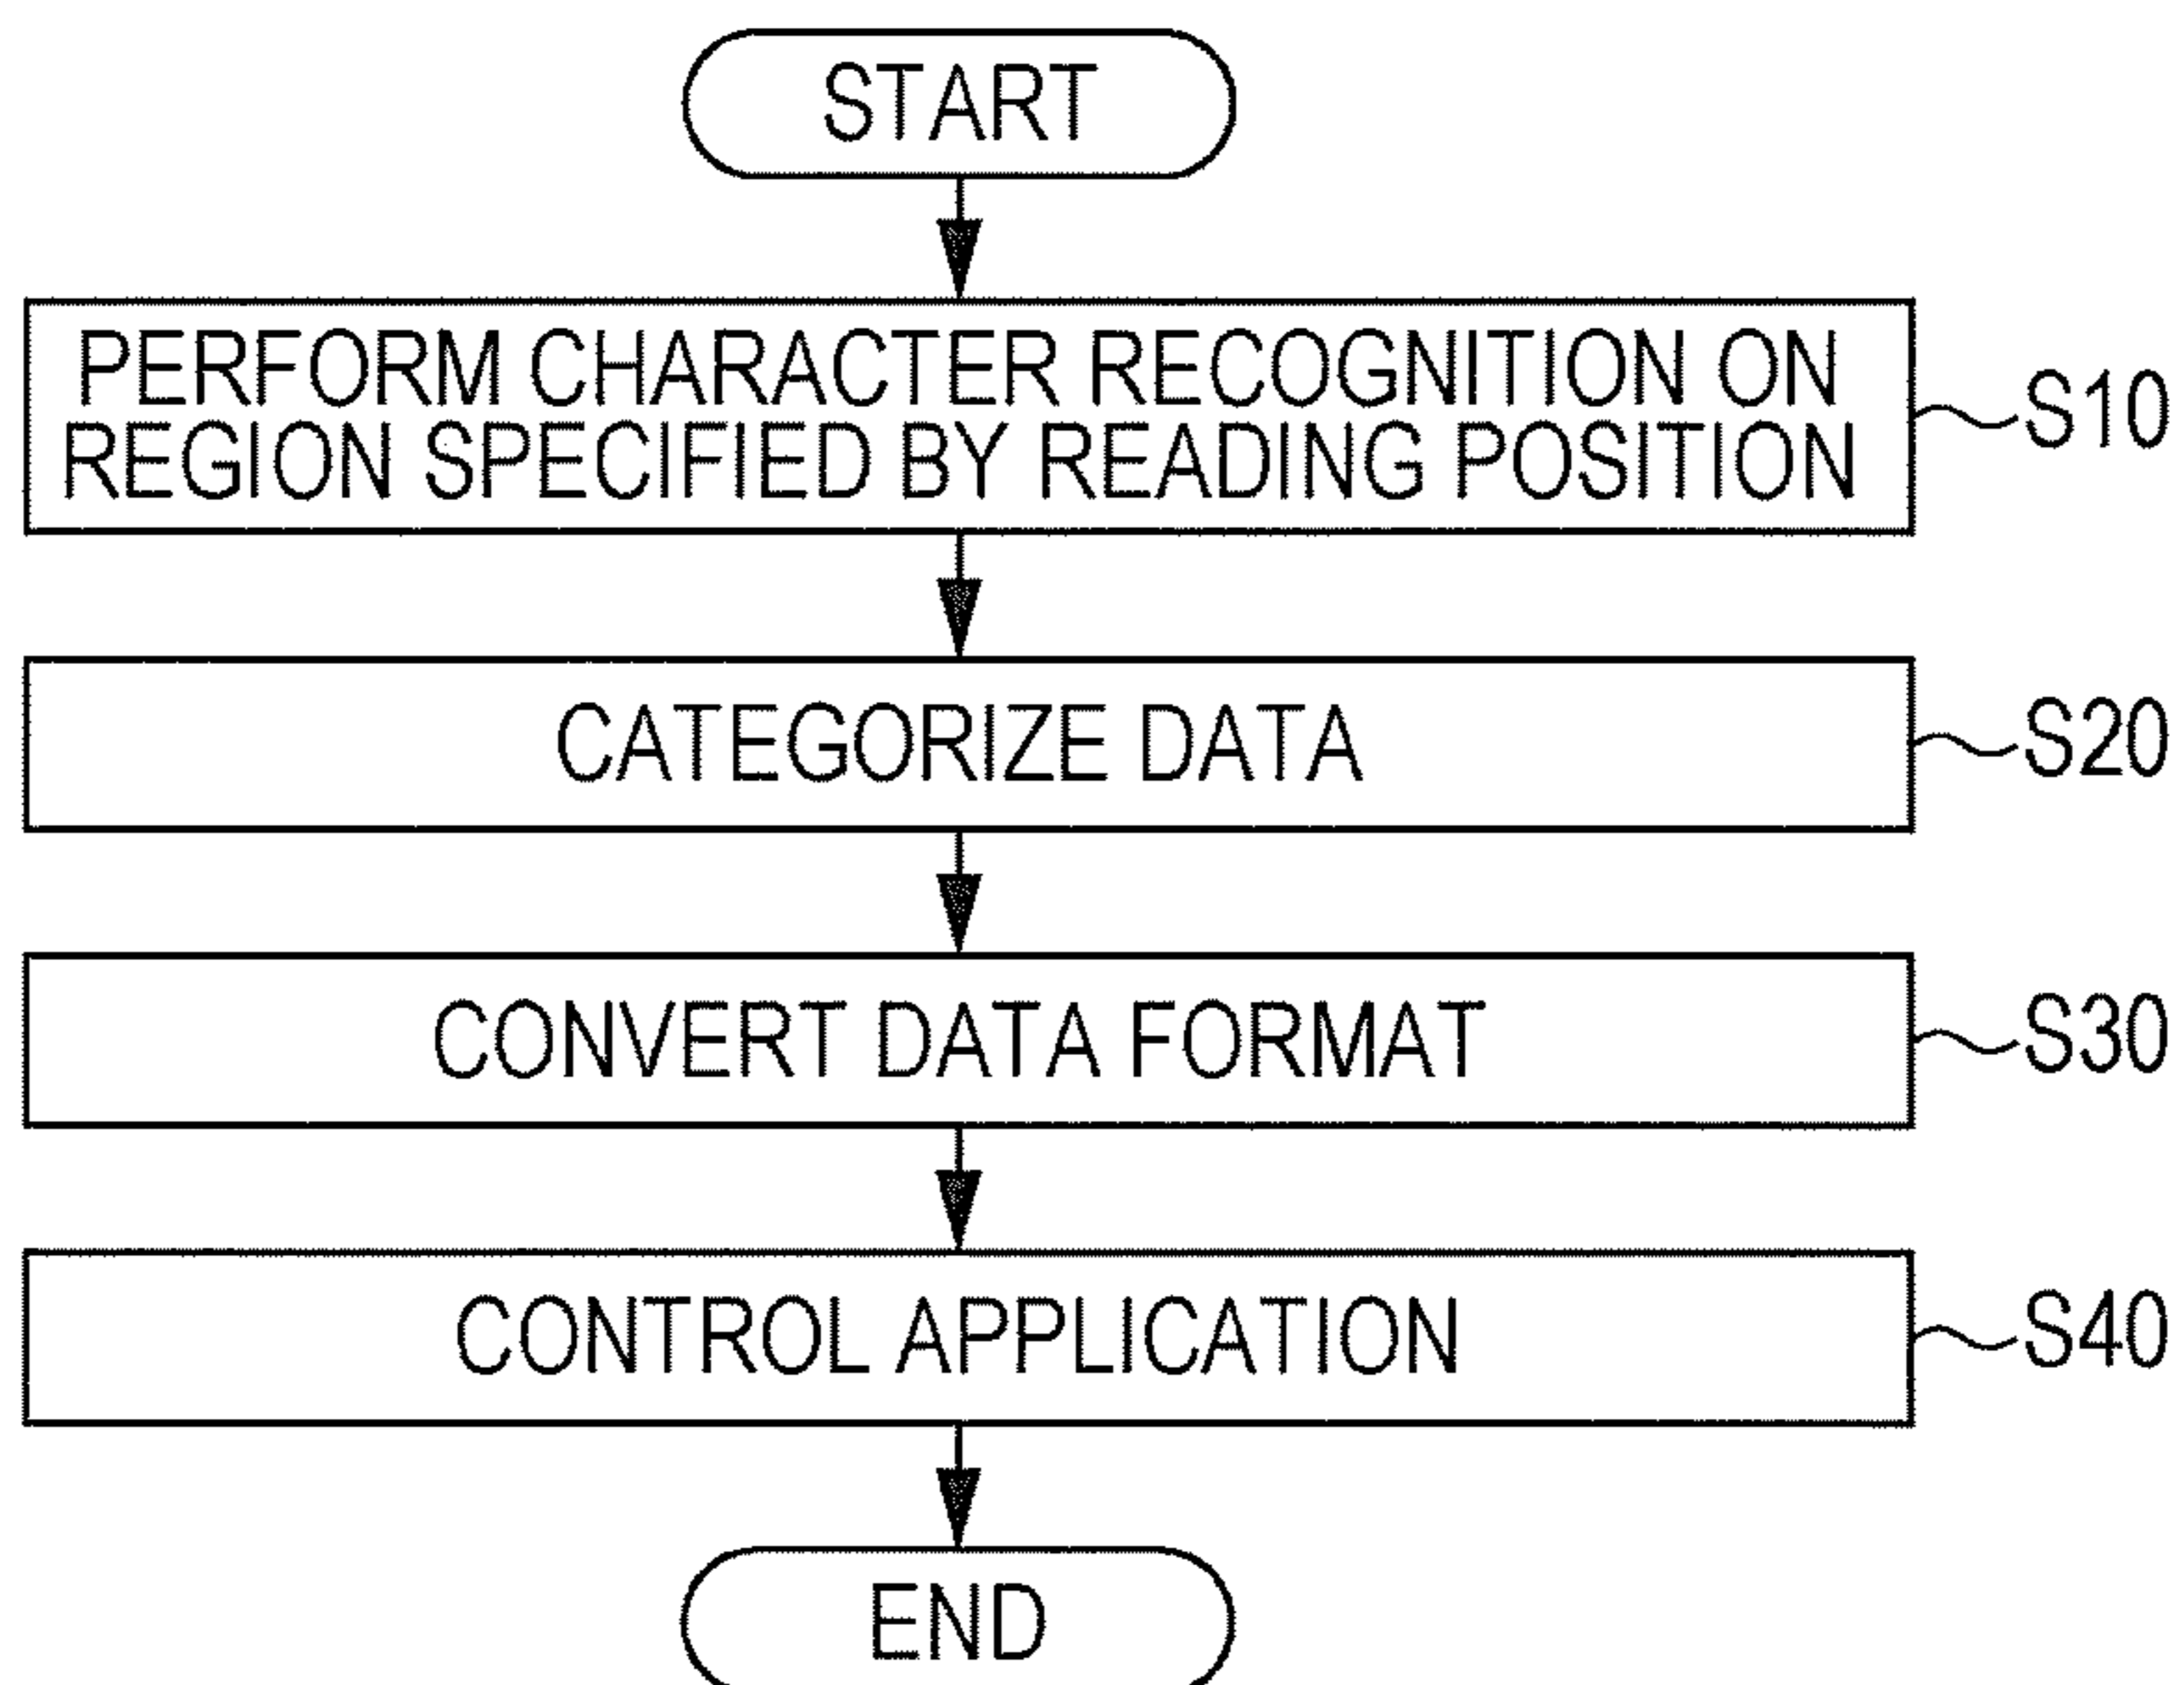 START
PERFORM CHARACTER RECOGNITION ON
REGION SPECIFIED BY READING POSITION
S10
CATEGORIZE DATA
S20
CONVERT DATA FORMAT
S30
CONTROL APPLICATION
S40
END